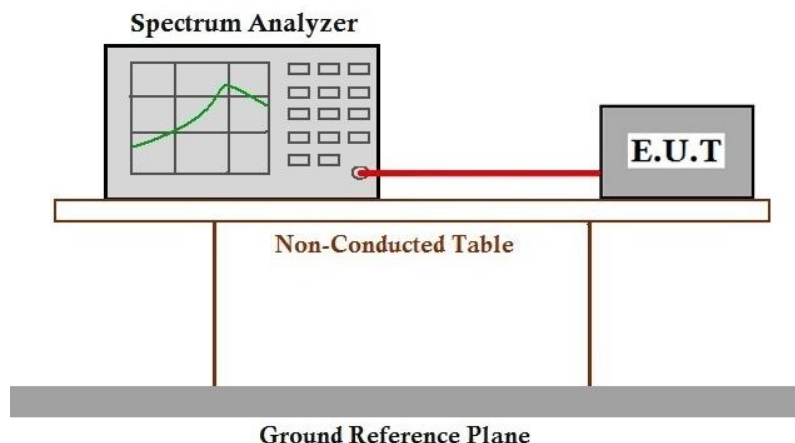 Spectrum Analyzer
E.U.T
Non-Conducted Table
Ground Reference Plane